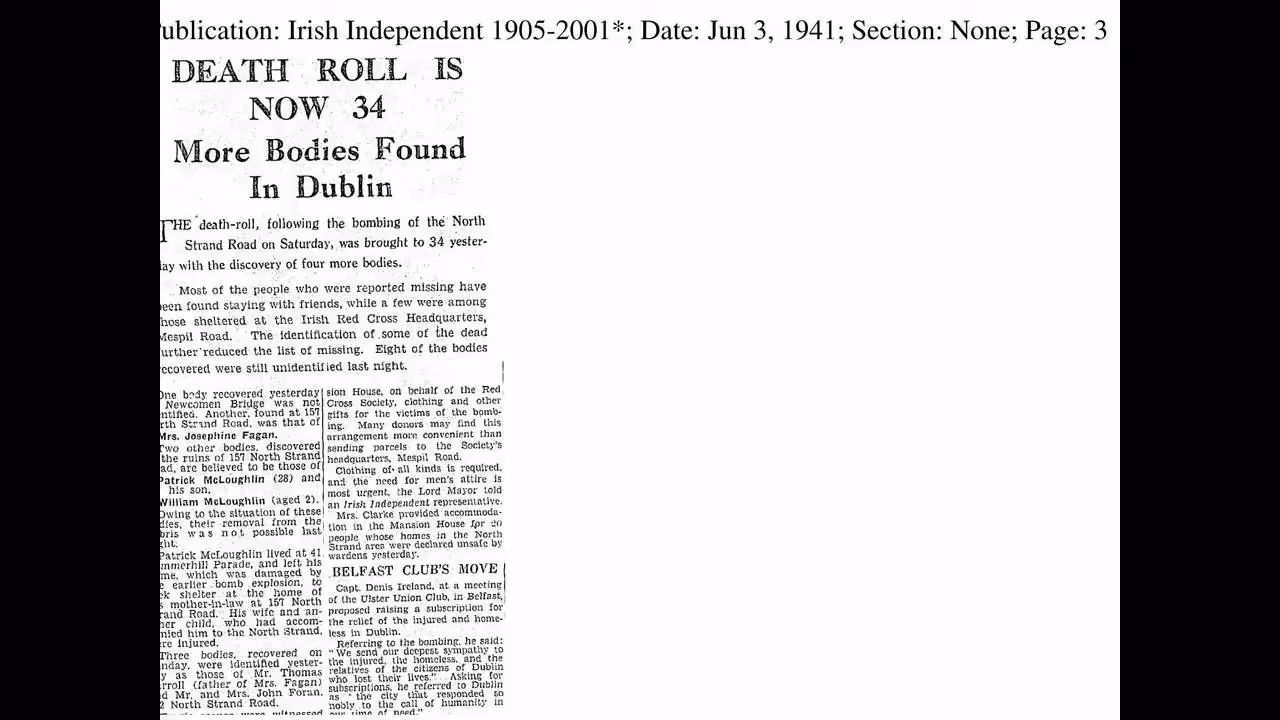 ublication: Irish Independent 1905-2001*; Date: Jun 3, 1941; Section: None; Page: 3
DEATH ROLL IS
NOW 34
More Bodies Found
In Dublin
THE death-roll, following the bombing of the North
Strand Road on Saturday, was brought to 34 yester-
ay with the discovery of four more bodies.
Most of the people who were reported missing have
een found staying with friends, while a few were among
hose sheltered at the Irish Red Cross Headquarters,
Mespil Road. The identification of some of the dead
urther reduced the list of missing. Eight of the bodies
ecovered were still unidentified last night.
One body recovered yesterday
Newcomen Bridge was not
ntified. Another, found at 157
rth Strand Road, was that of
Mrs. Josephine Fagan.
Two other bodies, discovered
the ruins of 157 North Strand
ad, are believed to be those of
Patrick McLoughlin (28) and
his son,
William McLoughlin (aged 2).
Owing to the situation of these
dies, their removal from the
bris was not possible last
ght.
Patrick McLoughlin lived at 41
mmerhill Parade, and left his
me, which was damaged by
e earlier bomb explosion, to
ek shelter at the home of
s mother-in-law at 157 North
rand Road. His wife and an-
her child, who had accom-
nied him to the North Strand,
re injured.
Three bodies, recovered on
nday, were identified yester-
y as those of Mr. Thomas
rroll (father of Mrs. Fagan)
d Mr. and Mrs. John Foran,
2 North Strand Road.
were witnessed
sion House, on behalf of the Red
Cross Society, clothing and other
gifts for the victims of the bomb-
ing. Many donors may find this
arrangement more convenient than
sending parcels to the Society's
headquarters, Mespil Road.
Clothing of all kinds is required,
and the need for men's attire is
most urgent, the Lord Mayor told
an Irish Independent representative.
Mrs. Clarke provided accommoda-
tion in the Mansion House for 20
people whose homes in the North
Strand area were declared unsafe by
wardens yesterday.
BELFAST CLUB'S MOVE
Capt. Denis Ireland, at a meeting
of the Ulster Union Club, in Belfast,
proposed raising a subscription for
the relief of the injured and home-
less in Dublin.
Referring to the bombing, he said:
"We send our deepest sympathy to
the injured, the homeless, and the
relatives of the citizens of Dublin
who lost their lives." Asking for
subscriptions, he referred to Dublin
as "the city that responded so
nobly to the call of humanity in
our time of need."